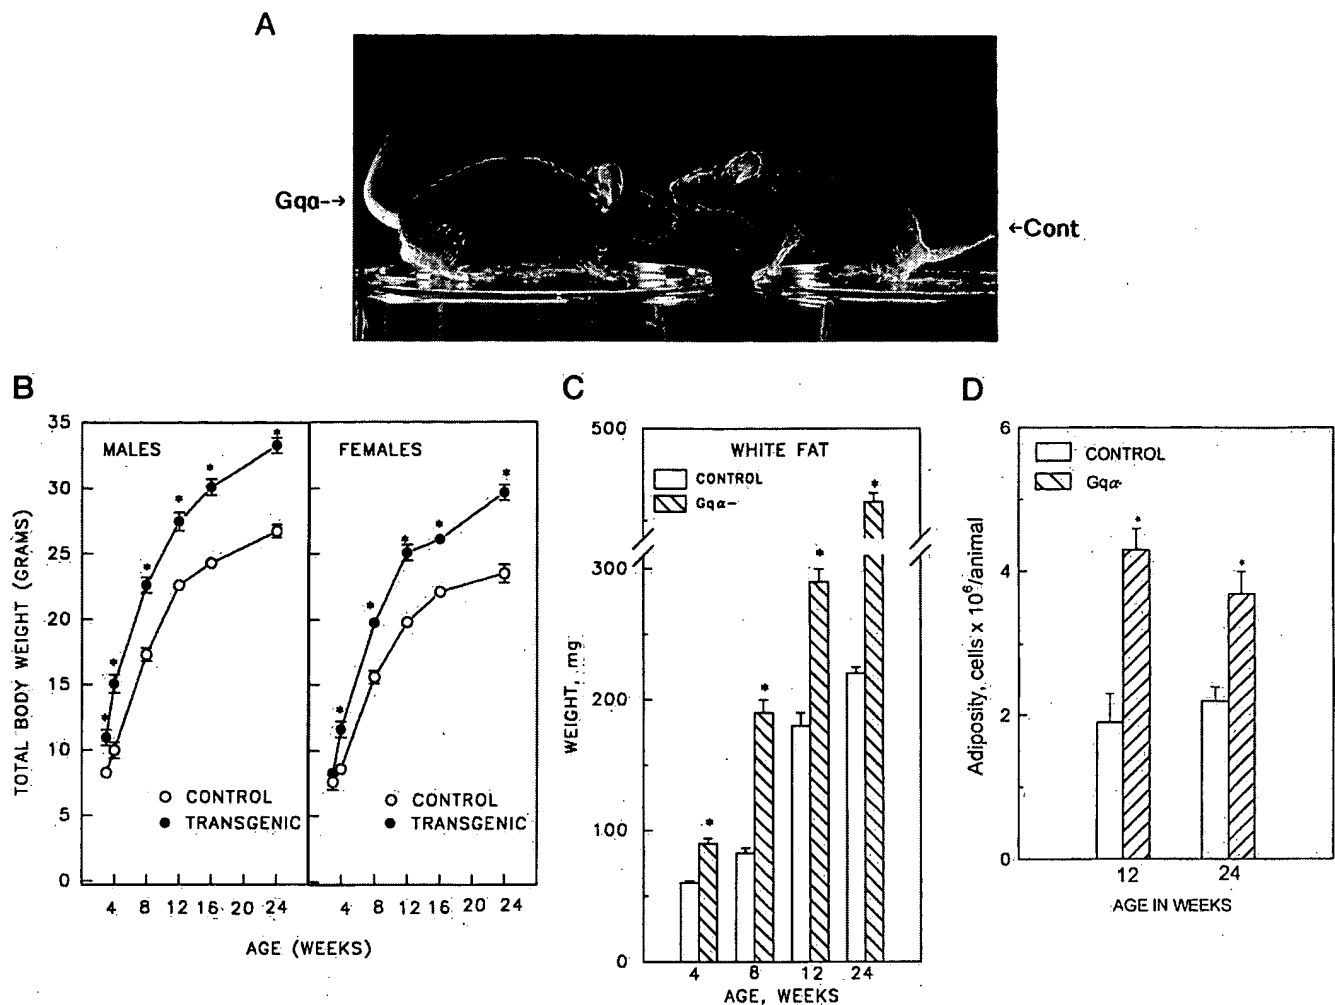 A
Gqα-→
←Cont
B
35
30
25
20
15
10
5
0
TOTAL BODY WEIGHT (GRAMS)
MALES
* * * * * *
CONTROL
TRANSGENIC
FEMALES
* * * * *
CONTROL
TRANSGENIC
4 8 12 16 20 24
4 8 12 16 20 24
AGE (WEEKS)
C
500
300
200
100
0
WEIGHT, mg
WHITE FAT
CONTROL
Gqα-
* * * *
4 8 12 24
AGE, WEEKS
D
6
4
2
0
Adiposity, cells x 10⁶/animal
CONTROL
Gqα-
* *
12 24
AGE IN WEEKS